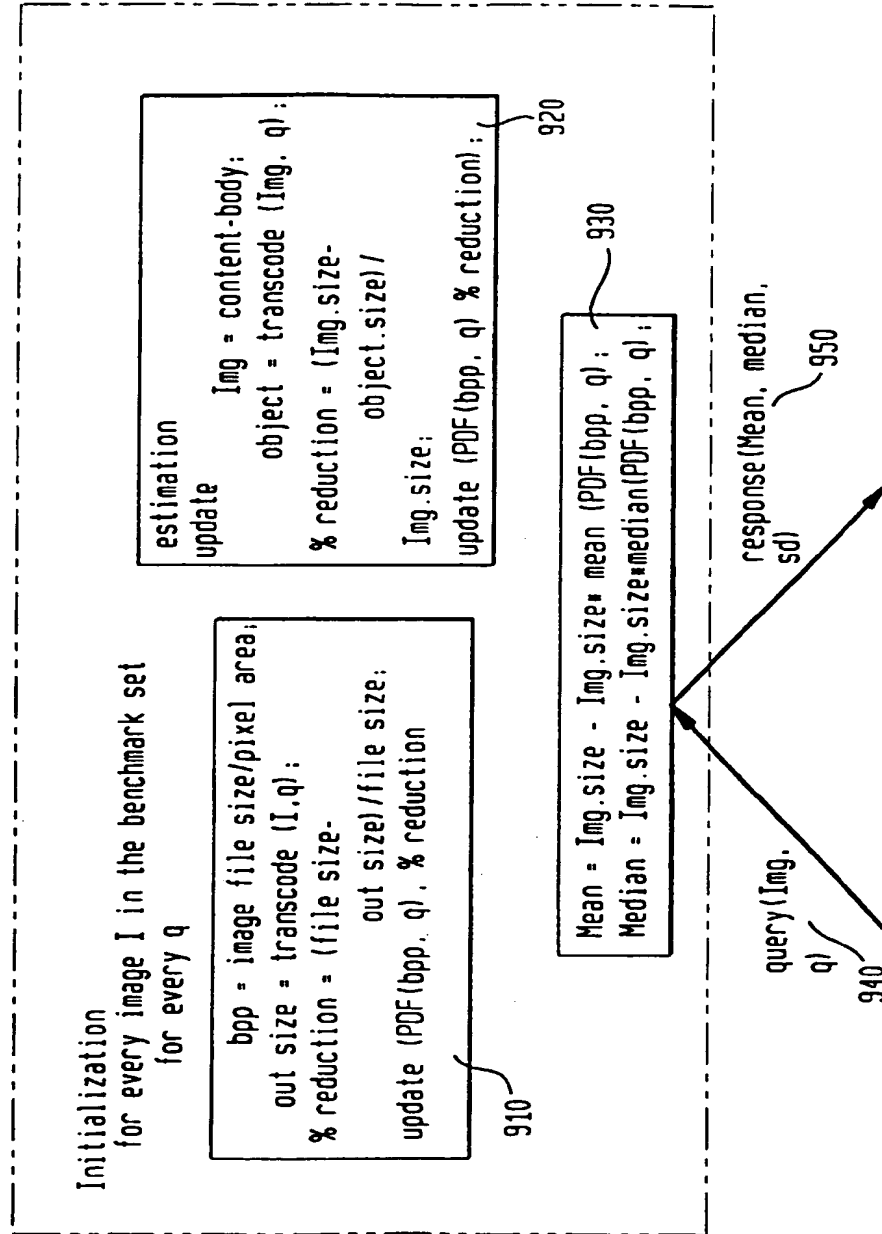 Initialization
for every image I in the benchmark set
for every q
bpp = image file size/pixel area;
out size = transcode (I,q);
% reduction = (file size-
out size)/file size;
update (PDF(bpp, q), % reduction
910
estimation
update
Img = content-body;
object = transcode (Img, q);
% reduction = (Img.size-
object.size)/
Img.size;
update (PDF(bpp, q) % reduction);
920
Mean = Img.size - Img.size* mean (PDF(bpp, q);
Median = Img.size - Img.size*median(PDF(bpp, q);
930
query(Img,
q)
940
response(Mean, median,
sd)
950